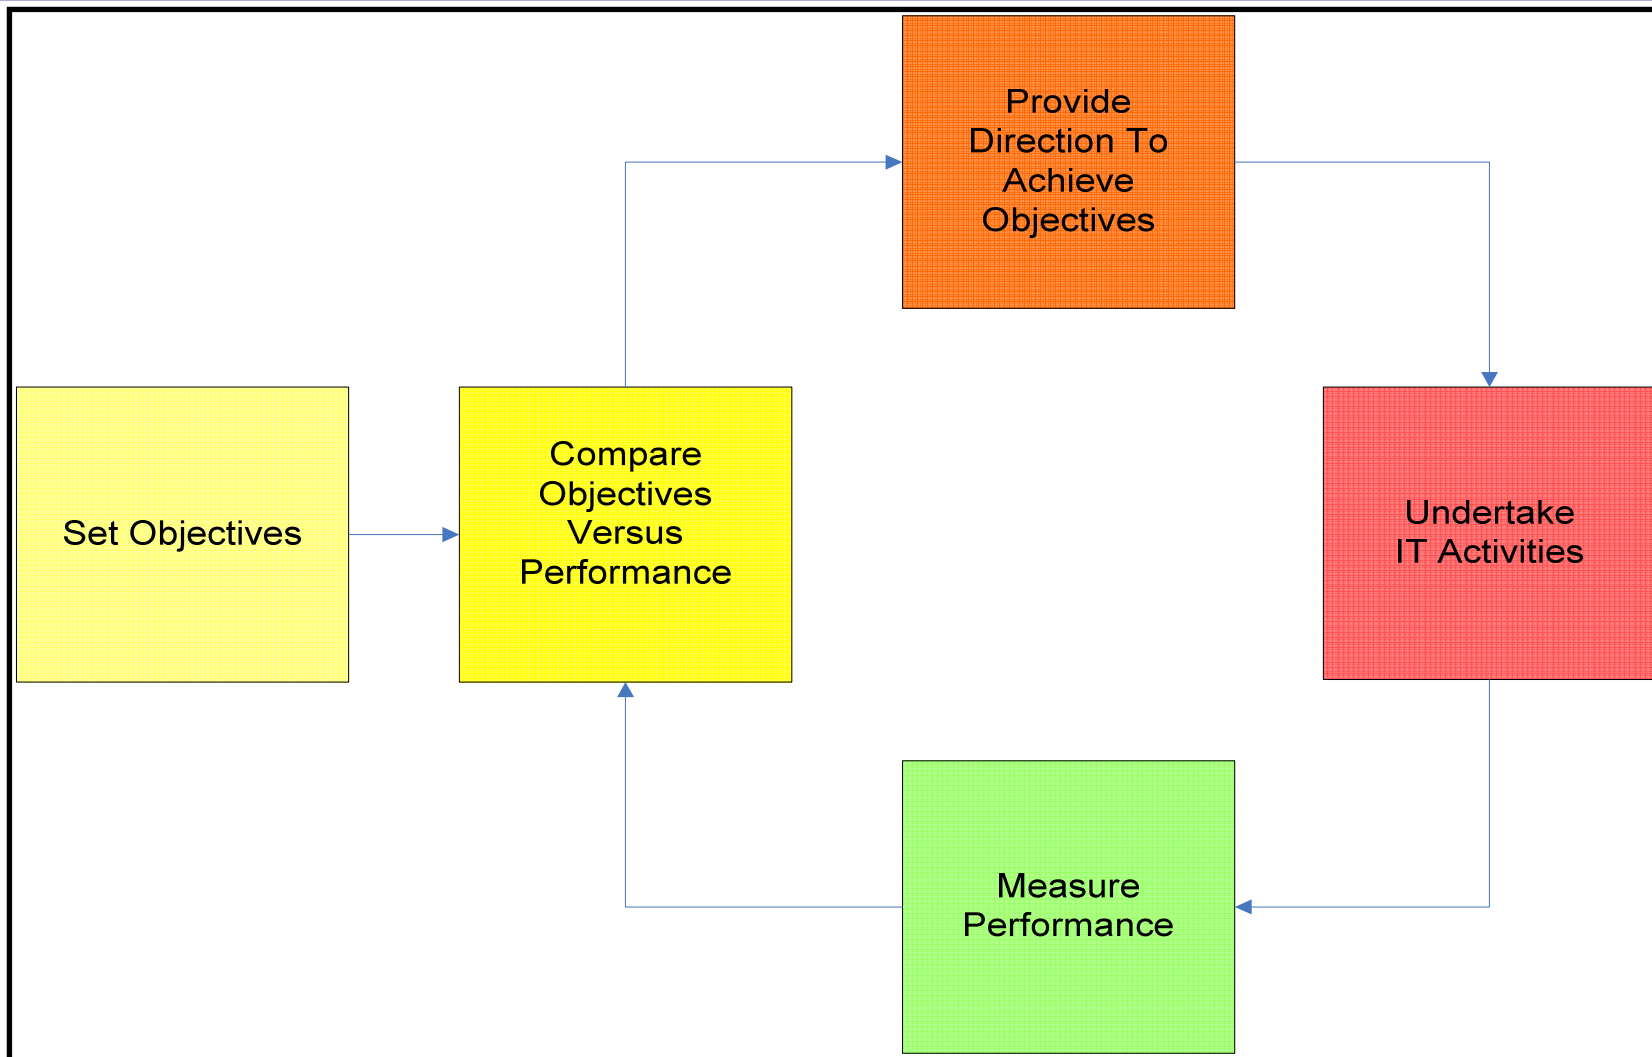 Provide
Direction To
Achieve
Objectives
Set Objectives
Compare
Objectives
Versus
Performance
Undertake
IT Activities
Measure
Performance